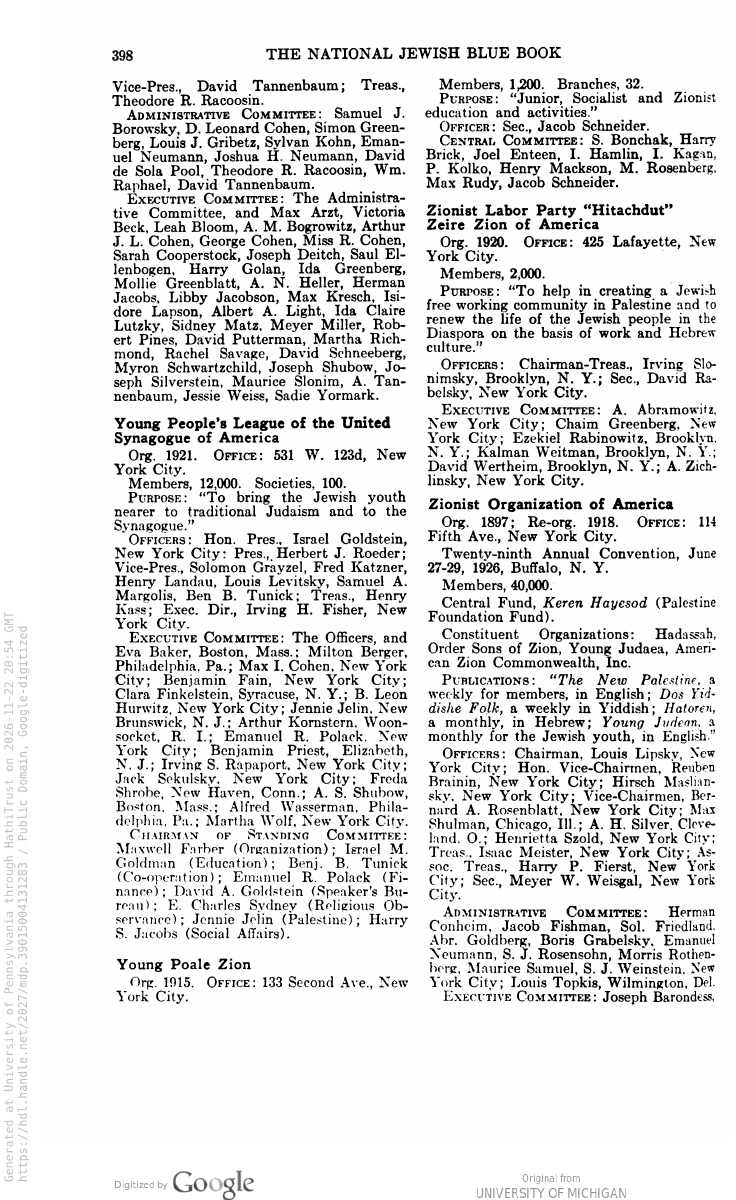 398
THE NATIONAL JEWISH BLUE BOOK
Vice-Pres., David Tannenbaum; Treas.,
Theodore R. Racoosin.
ADMINISTRATIVE COMMITTEE: Samuel J.
Borowsky, D. Leonard Cohen, Simon Green-
berg, Louis J. Gribetz, Sylvan Kohn, Eman-
uel Neumann, Joshua H. Neumann, David
de Sola Pool, Theodore R. Racoosin, Wm.
Raphael, David Tannenbaum.
EXECUTIVE COMMITTEE: The Administra-
tive Committee, and Max Arzt, Victoria
Beck, Leah Bloom, A. M. Bogrowitz, Arthur
J. L. Cohen, George Cohen, Miss R. Cohen,
Sarah Cooperstock, Joseph Deitch, Saul El-
lenbogen, Harry Golan, Ida Greenberg,
Mollie Greenblatt, A. N. Heller, Herman
Jacobs, Libby Jacobson, Max Kresch, Isi-
dore Lapson, Albert A. Light, Ida Claire
Lutzky, Sidney Matz, Meyer Miller, Rob-
ert Pines, David Putterman, Martha Rich-
mond, Rachel Savage, David Schneeberg,
Myron Schwartzchild, Joseph Shubow, Jo-
seph Silverstein, Maurice Slonim, A. Tan-
nenbaum, Jessie Weiss, Sadie Yormark.
Young People's League of the United
Synagogue of America
Org. 1921. OFFICE: 531 W. 123d, New
York City.
Members, 12,000. Societies, 100.
PURPOSE: "To bring the Jewish youth
nearer to traditional Judaism and to the
Synagogue."
OFFICERS: Hon. Pres., Israel Goldstein,
New York City: Pres., Herbert J. Roeder;
Vice-Pres., Solomon Grayzel, Fred Katzner,
Henry Landau, Louis Levitsky, Samuel A.
Margolis, Ben B. Tunick; Treas., Henry
Kass; Exec. Dir., Irving H. Fisher, New
York City.
EXECUTIVE COMMITTEE: The Officers, and
Eva Baker, Boston, Mass.; Milton Berger,
Philadelphia, Pa.; Max I. Cohen, New York
City; Benjamin Fain, New York City;
Clara Finkelstein, Syracuse, N. Y.; B. Leon
Hurwitz, New York City; Jennie Jelin, New
Brunswick, N. J.; Arthur Kornstern, Woon-
socket, R. I.; Emanuel R. Polack, New
York City; Benjamin Priest, Elizabeth,
N. J.; Irving S. Rapaport, New York City;
Jack Sekulsky, New York City; Freda
Shrobe, New Haven, Conn.; A. S. Shubow,
Boston, Mass.; Alfred Wasserman, Phila-
delphia, Pa.; Martha Wolf, New York City.
CHAIRMAN OF STANDING COMMITTEE:
Maxwell Farber (Organization); Israel M.
Goldman (Education); Benj. B. Tunick
(Co-operation); Emanuel R. Polack (Fi-
nance); David A. Goldstein (Speaker's Bu-
reau); E. Charles Sydney (Religious Ob-
servance); Jennie Jelin (Palestine); Harry
S. Jacobs (Social Affairs).
Young Poale Zion
Org. 1915. OFFICE: 133 Second Ave., New
York City.
Members, 1,200. Branches, 32.
PURPOSE: "Junior, Socialist and Zionist
education and activities."
OFFICER: Sec., Jacob Schneider.
CENTRAL COMMITTEE: S. Bonchak, Harry
Brick, Joel Enteen, I. Hamlin, I. Kagan,
P. Kolko, Henry Mackson, M. Rosenberg,
Max Rudy, Jacob Schneider.
Zionist Labor Party "Hitachdut"
Zeire Zion of America
Org. 1920. OFFICE: 425 Lafayette, New
York City.
Members, 2,000.
PURPOSE: "To help in creating a Jewish
free working community in Palestine and to
renew the life of the Jewish people in the
Diaspora on the basis of work and Hebrew
culture."
OFFICERS: Chairman-Treas., Irving Slo-
nimsky, Brooklyn, N. Y.; Sec., David Ra-
belsky, New York City.
EXECUTIVE COMMITTEE: A. Abramowitz,
New York City; Chaim Greenberg, New
York City; Ezekiel Rabinowitz, Brooklyn,
N. Y.; Kalman Weitman, Brooklyn, N. Y.;
David Wertheim, Brooklyn, N. Y.; A. Zich-
linsky, New York City.
Zionist Organization of America
Org. 1897; Re-org. 1918. OFFICE: 114
Fifth Ave., New York City.
Twenty-ninth Annual Convention, June
27-29, 1926, Buffalo, N. Y.
Members, 40,000.
Central Fund, Keren Hayesod (Palestine
Foundation Fund).
Constituent Organizations: Hadassah,
Order Sons of Zion, Young Judaea, Ameri-
can Zion Commonwealth, Inc.
PUBLICATIONS: "The New Palestine, a
weekly for members, in English; Dos Yid-
dishe Folk, a weekly in Yiddish; Hatoren,
a monthly, in Hebrew; Young Judean, a
monthly for the Jewish youth, in English."
OFFICERS: Chairman, Louis Lipsky, New
York City; Hon. Vice-Chairmen, Reuben
Brainin, New York City; Hirsch Maslian-
sky, New York City; Vice-Chairmen, Ber-
nard A. Rosenblatt, New York City; Max
Shulman, Chicago, Ill.; A. H. Silver, Cleve-
land, O.; Henrietta Szold, New York City;
Treas., Isaac Meister, New York City; As-
soc. Treas., Harry P. Fierst, New York
City; Sec., Meyer W. Weisgal, New York
City.
ADMINISTRATIVE COMMITTEE: Herman
Conheim, Jacob Fishman, Sol. Friedland,
Abr. Goldberg, Boris Grabelsky, Emanuel
Neumann, S. J. Rosensohn, Morris Rothen-
berg, Maurice Samuel, S. J. Weinstein, New
York City; Louis Topkis, Wilmington, Del.
EXECUTIVE COMMITTEE: Joseph Barondess,
Generated at University of Pennsylvania through HathiTrust on 2026-11-22 20:54 GMT
https://hdl.handle.net/2027/mdp.39015004131283 / Public Domain, Google-digitized
Digitized by Google
Original from
UNIVERSITY OF MICHIGAN